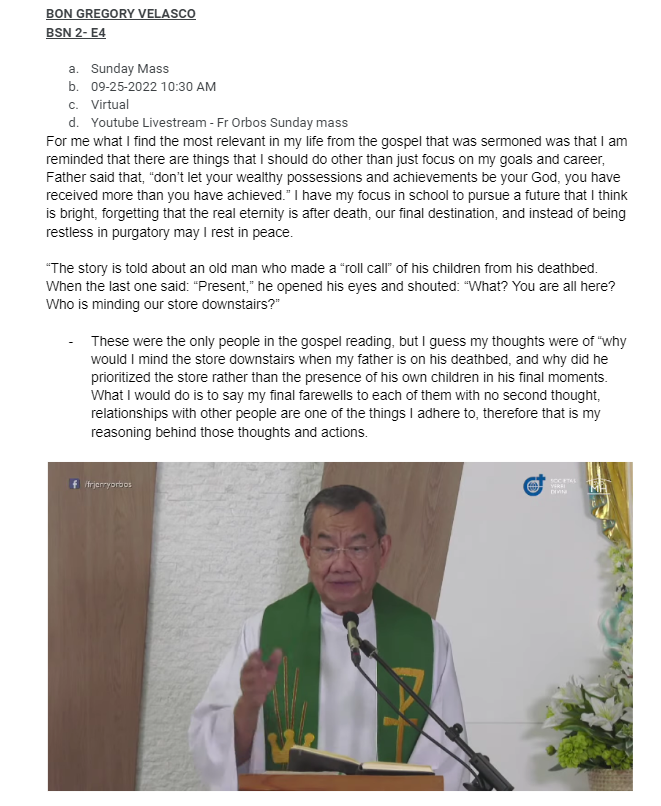 BON GREGORY VELASCO
BSN 2- E4
a. Sunday Mass
b. 09-25-2022 10:30 AM
c. Virtual
d. Youtube Livestream - Fr Orbos Sunday mass
For me what I find the most relevant in my life from the gospel that was sermoned was that I am
reminded that there are things that I should do other than just focus on my goals and career,
Father said that, “don’t let your wealthy possessions and achievements be your God, you have
received more than you have achieved.” I have my focus in school to pursue a future that I think
is bright, forgetting that the real eternity is after death, our final destination, and instead of being
restless in purgatory may I rest in peace.
“The story is told about an old man who made a “roll call” of his children from his deathbed.
When the last one said: “Present,” he opened his eyes and shouted: “What? You are all here?
Who is minding our store downstairs?”
- These were the only people in the gospel reading, but I guess my thoughts were of “why
would I mind the store downstairs when my father is on his deathbed, and why did he
prioritized the store rather than the presence of his own children in his final moments.
What I would do is to say my final farewells to each of them with no second thought,
relationships with other people are one of the things I adhere to, therefore that is my
reasoning behind those thoughts and actions.
f /frjerryorbos